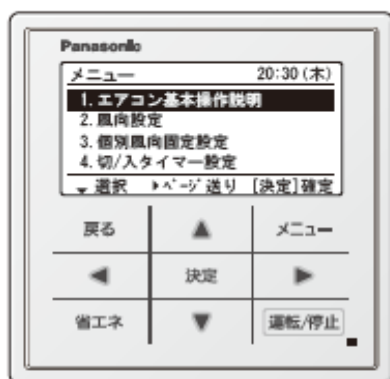 Panasonic
メニュー 20:30 (木)
1. エアコン基本操作説明
2. 風向設定
3. 個別風向固定設定
4. 切/入タイマー設定
▼ 選択 ▶ページ送り [決定]確定
戻る ▲ メニュー
◀ 決定 ▶
省エネ ▼ 運転/停止